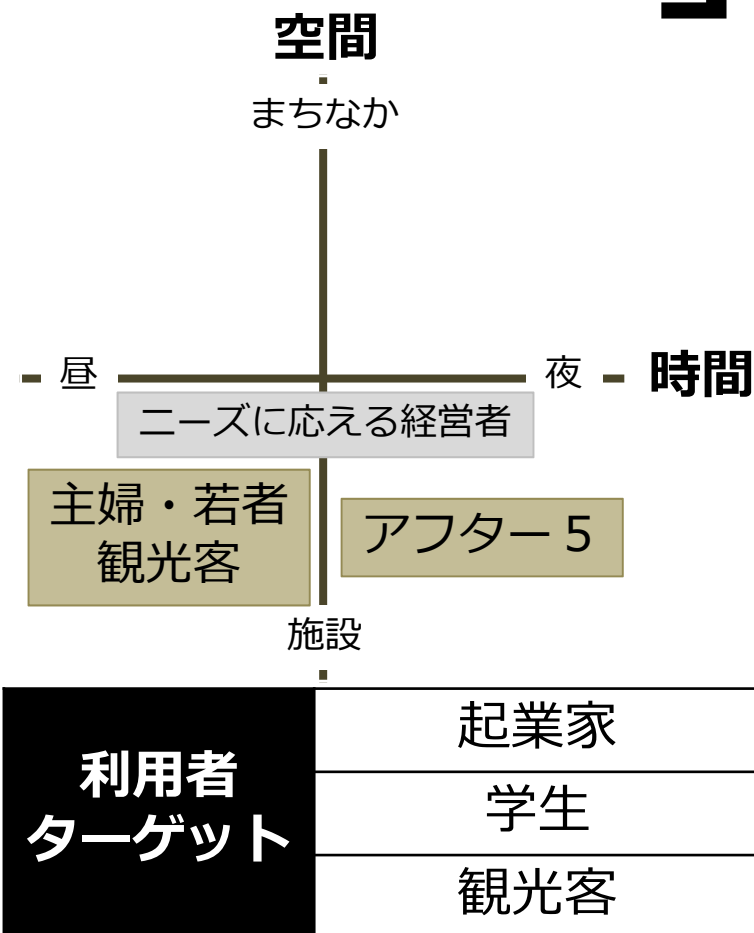 空間
まちなか
昼
夜
時間
ニーズに応える経営者
主婦・若者
観光客
アフター５
施設
利用者
ターゲット
起業家
学生
観光客